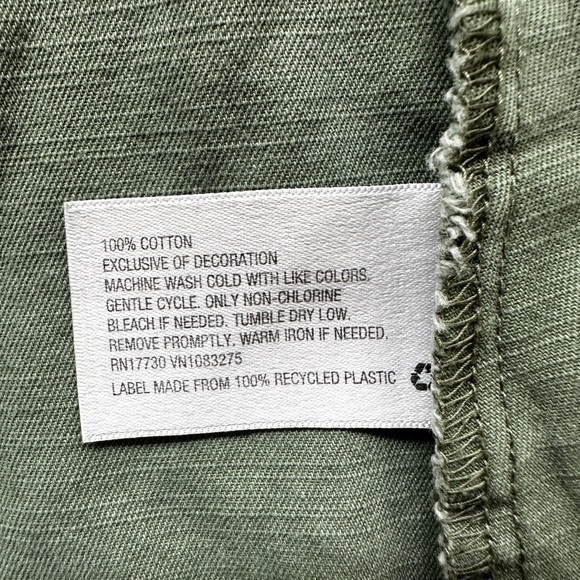 100% COTTON
EXCLUSIVE OF DECORATION
MACHINE WASH COLD WITH LIKE COLORS.
GENTLE CYCLE. ONLY NON-CHLORINE
BLEACH IF NEEDED. TUMBLE DRY LOW.
REMOVE PROMPTLY. WARM IRON IF NEEDED.
RN17730 VN1083275
LABEL MADE FROM 100% RECYCLED PLASTIC